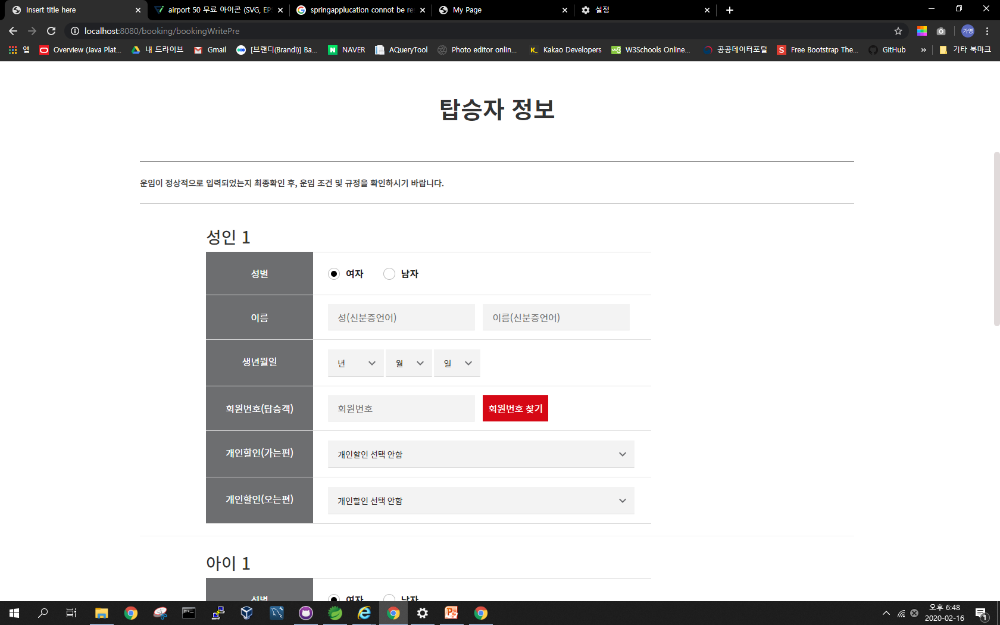 Insert title here
airport 50 무료 아이콘 (SVG, EP
springapplucation connot be re
My Page
설정
localhost:8080/booking/bookingWritePre
가영
앱
Overview (Java Plat...
내 드라이브
Gmail
[브랜디(Brandi)] Ba...
NAVER
AQueryTool
Photo editor onlin...
Kakao Developers
W3Schools Online...
공공데이터포털
Free Bootstrap The...
GitHub
»
기타 북마크
탑승자 정보
운임이 정상적으로 입력되었는지 최종확인 후, 운임 조건 및 규정을 확인하시기 바랍니다.
성인 1
성별 여자 남자
이름 성(신분증언어) 이름(신분증언어)
생년월일 년 월 일
회원번호(탑승객) 회원번호 회원번호 찾기
개인할인(가는편) 개인할인 선택 안함
개인할인(오는편) 개인할인 선택 안함
아이 1
성별 여자 남자
오후 6:48
2020-02-16
1